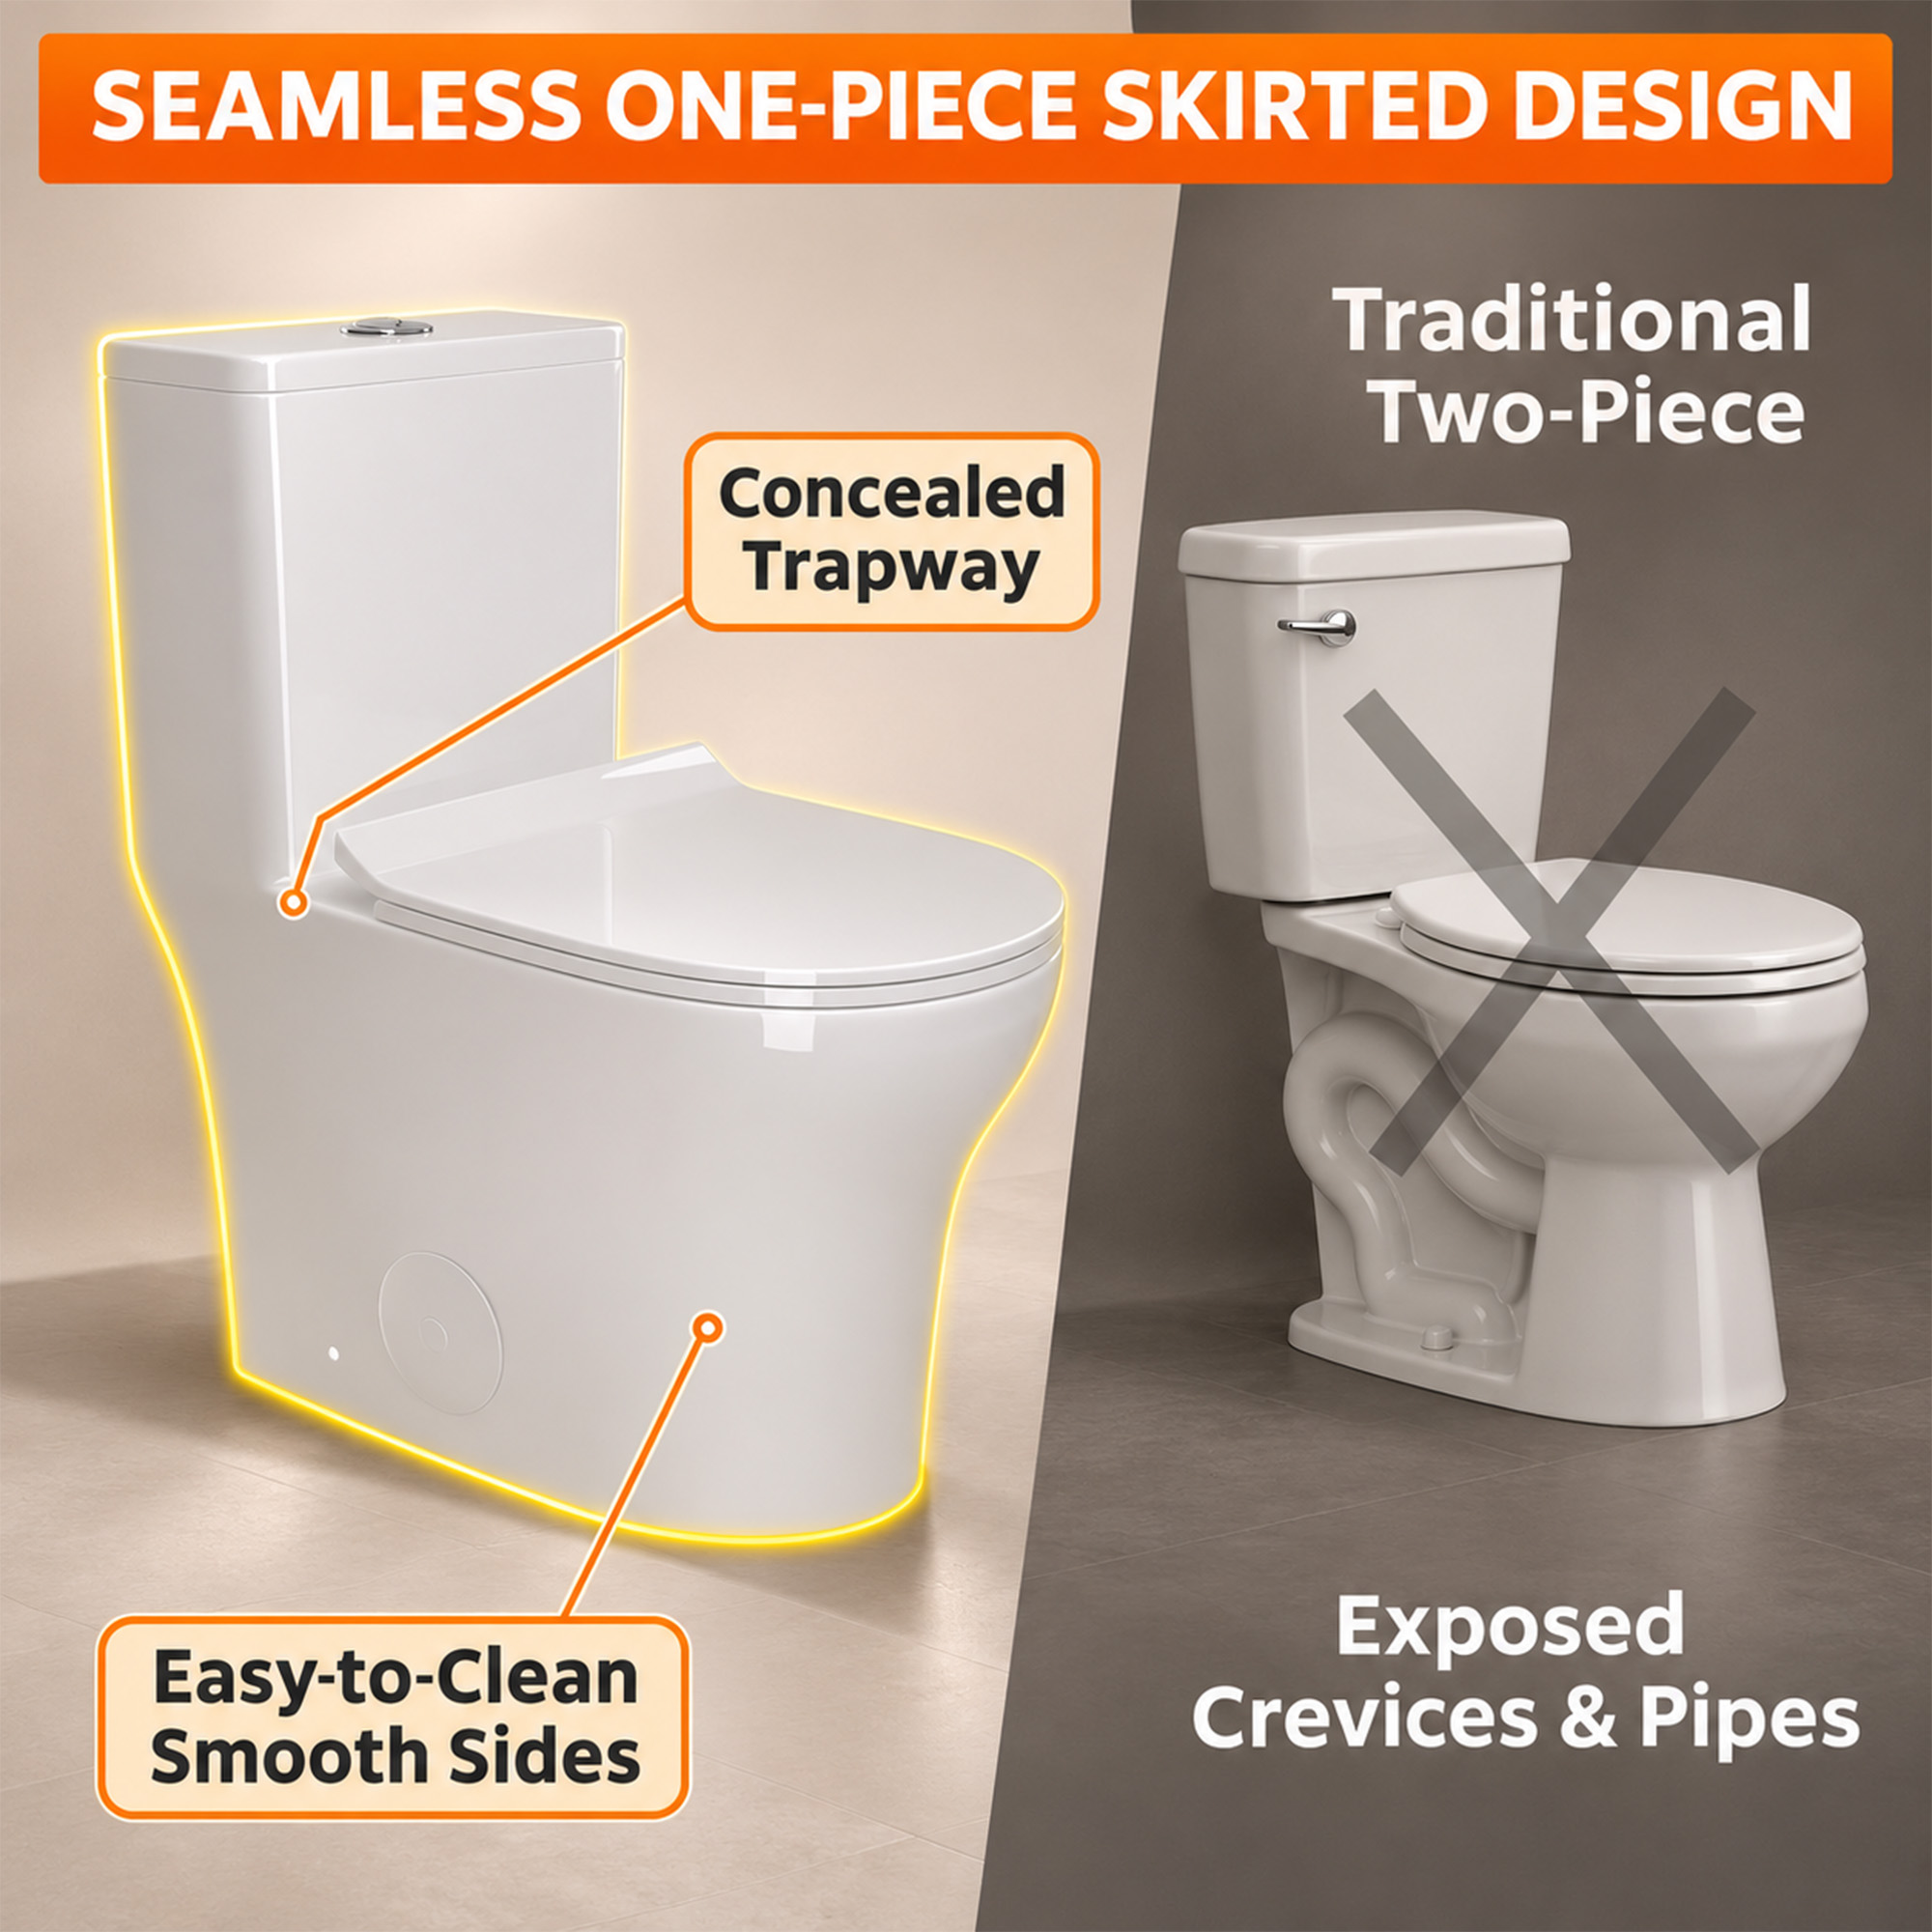 SEAMLESS ONE-PIECE SKIRTED DESIGN
Concealed
Trapway
Easy-to-Clean
Smooth Sides
Traditional
Two-Piece
Exposed
Crevices & Pipes